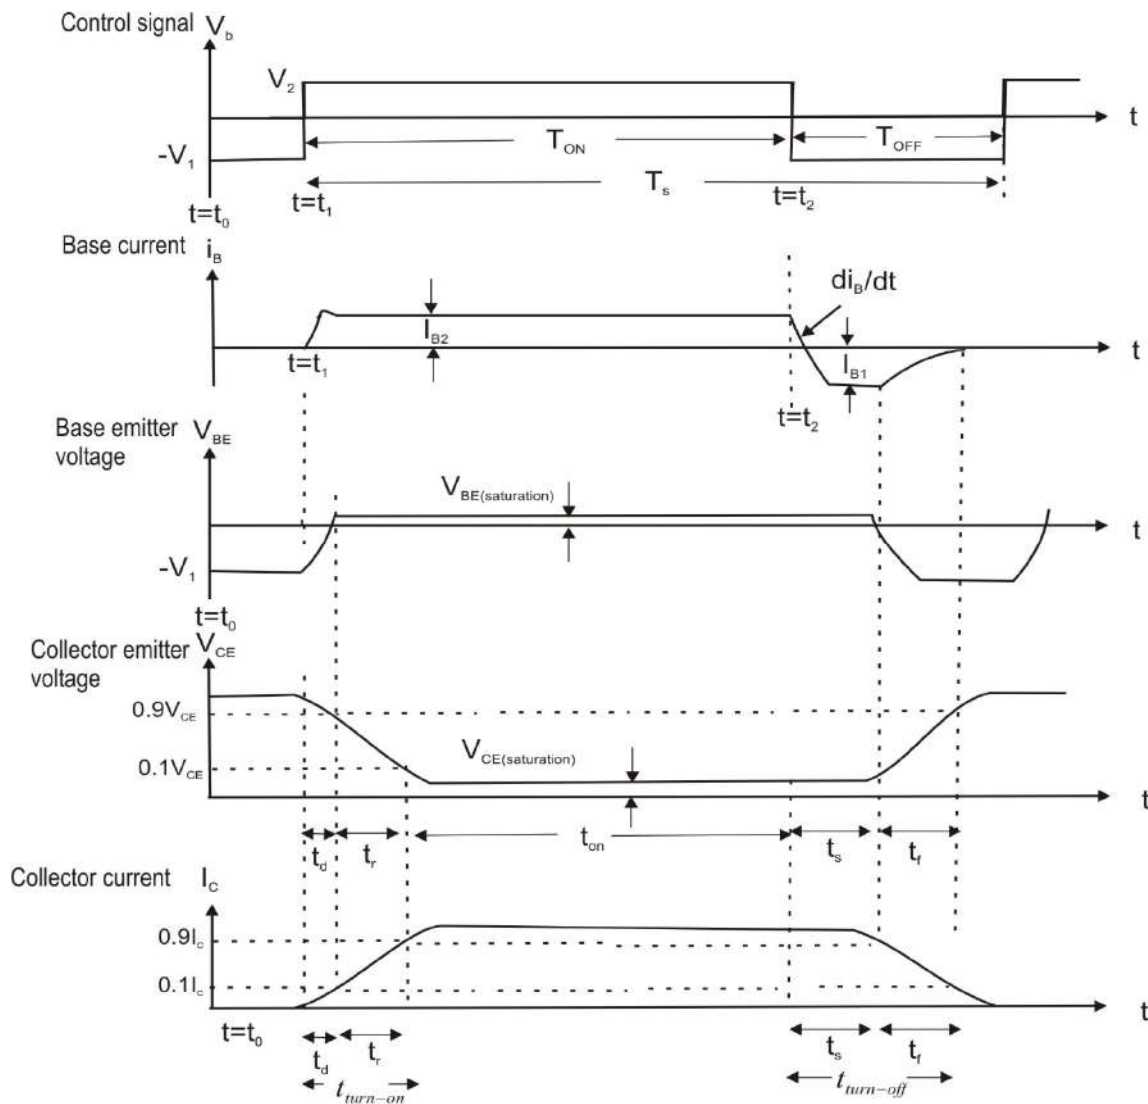 Control signal V_b
V_2
t
T_ON
T_OFF
-V_1
T_s
t=t_0
t=t_1
t=t_2
Base current i_B
di_B/dt
I_B2
I_B1
t
t=t_1
t=t_2
Base emitter V_BE
voltage
V_BE(saturation)
t
-V_1
t=t_0
Collector emitter V_CE
voltage
0.9V_CE
0.1V_CE
V_CE(saturation)
t
t_d
t_r
t_on
t_s
t_f
Collector current I_C
0.9I_c
0.1I_c
t
t=t_0
t_d
t_r
t_s
t_f
t_turn-on
t_turn-off